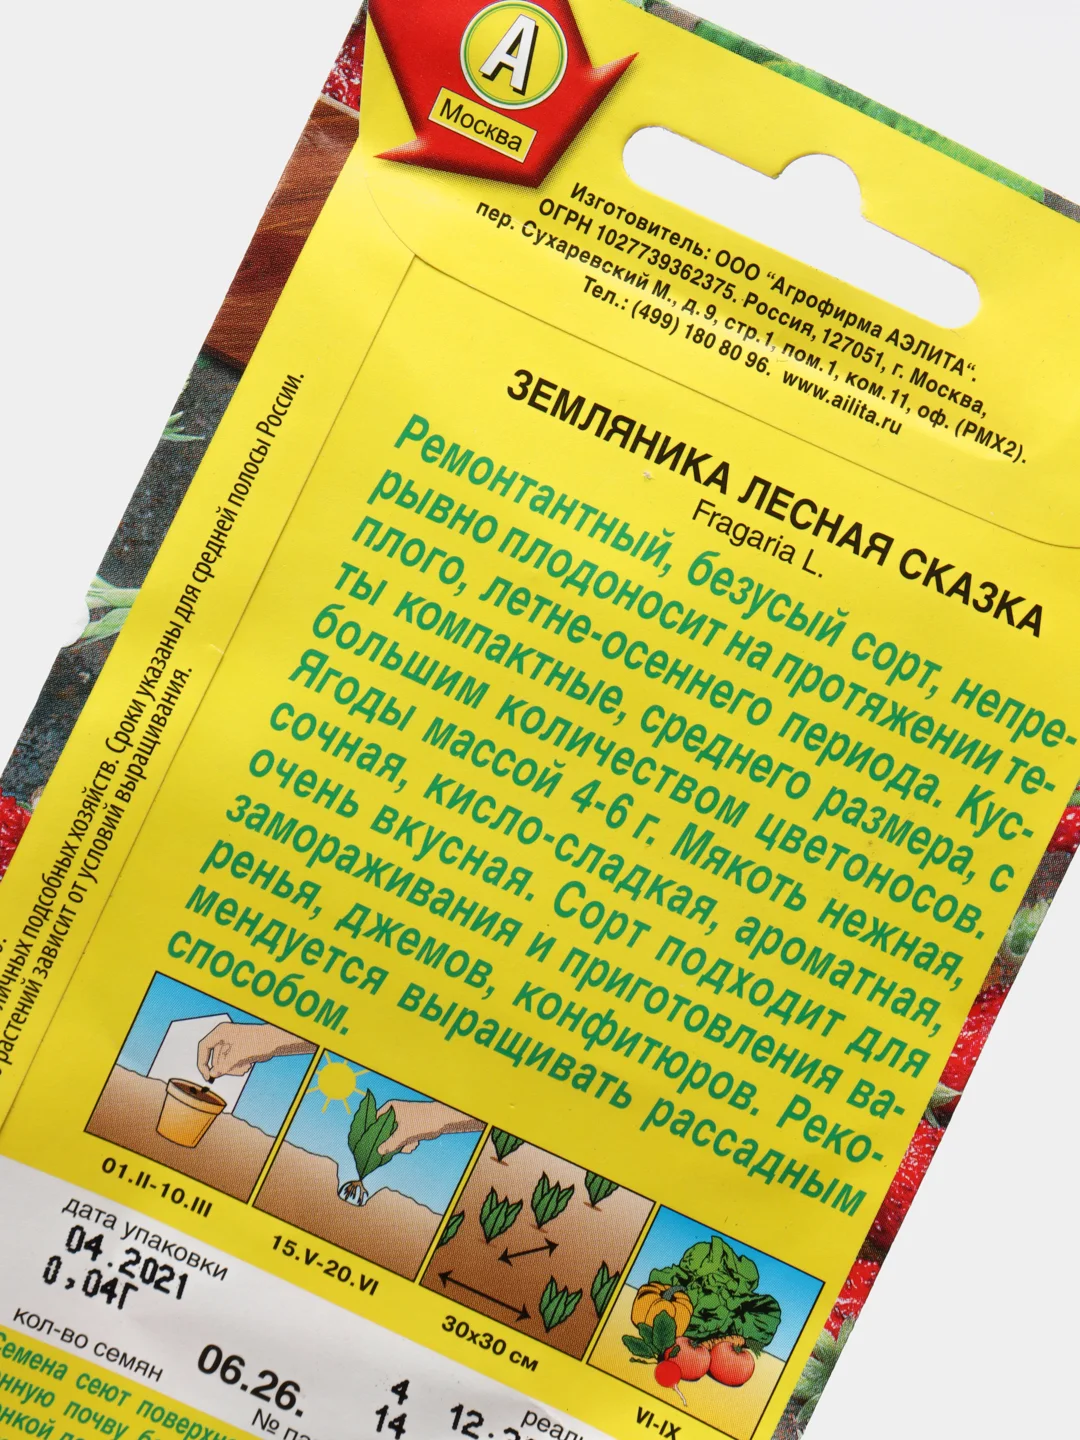 А
Москва
Изготовитель: ООО "Агрофирма АЭЛИТА".
ОГРН 1027739362375. Россия, 127051, г. Москва,
пер. Сухаревский М., д. 9, стр. 1, пом. 1, ком. 11, оф. (РМХ2).
Тел.: (499) 180 80 96. www.ailita.ru
ЗЕМЛЯНИКА ЛЕСНАЯ СКАЗКА
Fragaria L.
Ремонтантный, безусый сорт, непре-
рывно плодоносит на протяжении те-
плого, летне-осеннего периода. Кус-
ты компактные, среднего размера, с
большим количеством цветоносов.
Ягоды массой 4-6 г. Мякоть нежная,
сочная, кисло-сладкая, ароматная,
очень вкусная. Сорт подходит для
замораживания и приготовления ва-
ренья, джемов, конфитюров. Реко-
мендуется выращивать рассадным
способом.
01.II-10.III
15.V-20.VI
30х30 см
VI-IX
подсобных хозяйств. Сроки указаны для средней полосы России.
растений зависит от условий выращивания.
дата упаковки
04.2021
0,04Г
кол-во семян
06.26.
4
14
12.
Семена сеют
почву